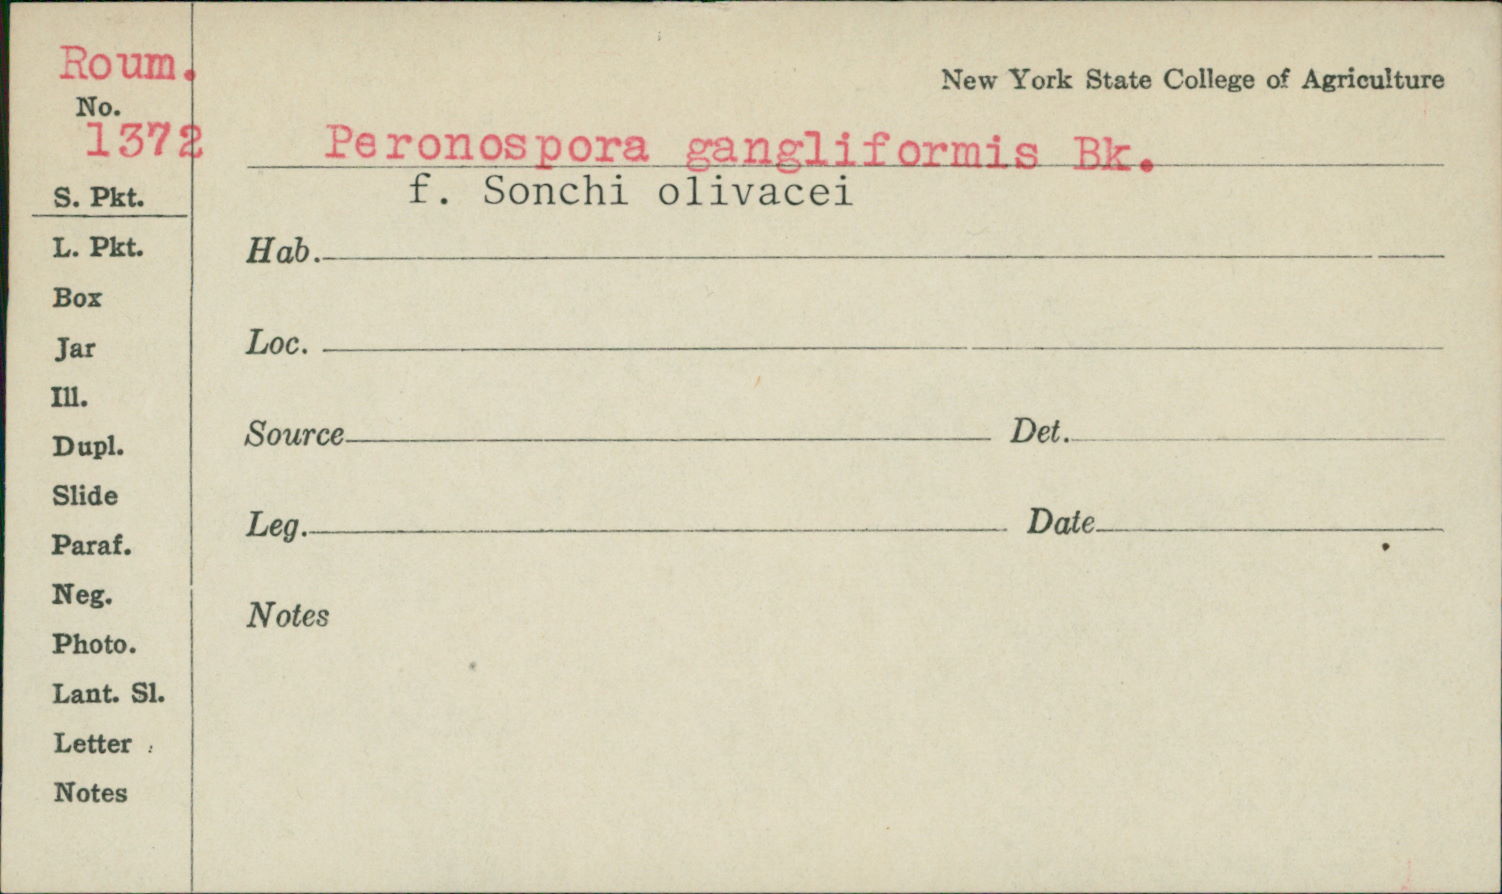 Roum.
New York State College of Agriculture
No.
1372
Peronospora gangliformis Bk.
f. Sonchi olivacei
S. Pkt.
L. Pkt.
Hab.
Box
Jar
Loc.
Ill.
Dupl.
Source Det.
Slide
Paraf.
Leg. Date
Neg.
Notes
Photo.
Lant. Sl.
Letter
Notes